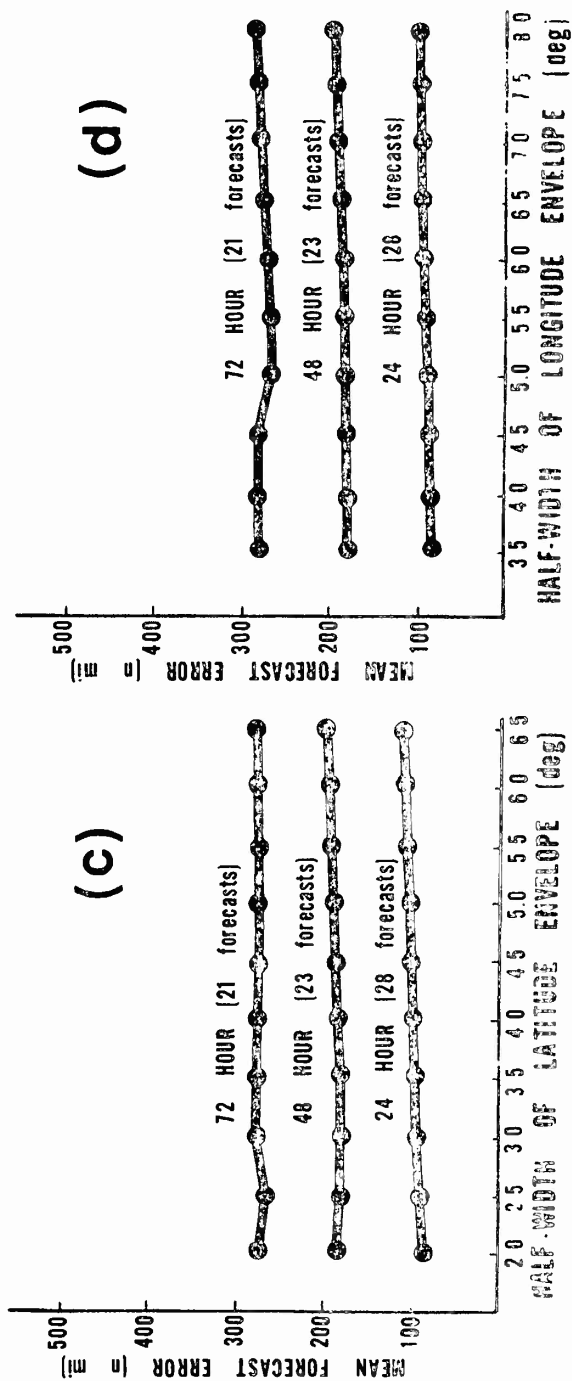 (c)
MEAN FORECAST ERROR (n mi)
500
400
300
200
100
72 HOUR (21 forecasts)
48 HOUR (23 forecasts)
24 HOUR (28 forecasts)
2.0 2.5 3.0 3.5 4.0 4.5 5.0 5.5 6.0 6.5
HALF-WIDTH OF LATITUDE ENVELOPE (deg)
(d)
MEAN FORECAST ERROR (n mi)
500
400
300
200
100
72 HOUR (21 forecasts)
48 HOUR (23 forecasts)
24 HOUR (28 forecasts)
3.5 4.0 4.5 5.0 5.5 6.0 6.5 7.0 7.5 8.0
HALF-WIDTH OF LONGITUDE ENVELOPE (deg)